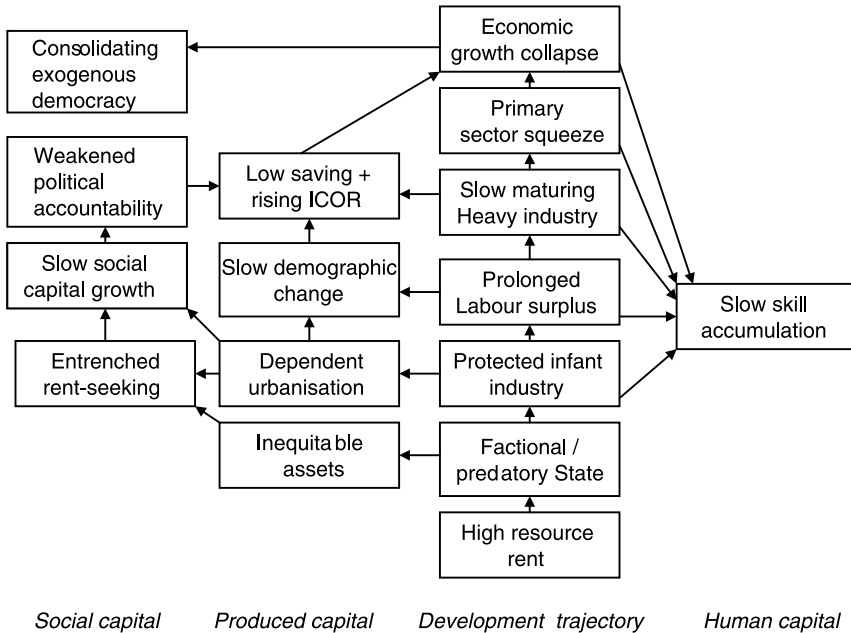 Consolidating
exogenous
democracy
Economic
growth collapse
Primary
sector squeeze
Weakened
political
accountability
Low saving +
rising ICOR
Slow maturing
Heavy industry
Slow social
capital growth
Slow demographic
change
Prolonged
Labour surplus
Slow skill
accumulation
Entrenched
rent-seeking
Dependent
urbanisation
Protected infant
industry
Inequitable
assets
Factional /
predatory State
High resource
rent
Social capital
Produced capital
Development trajectory
Human capital